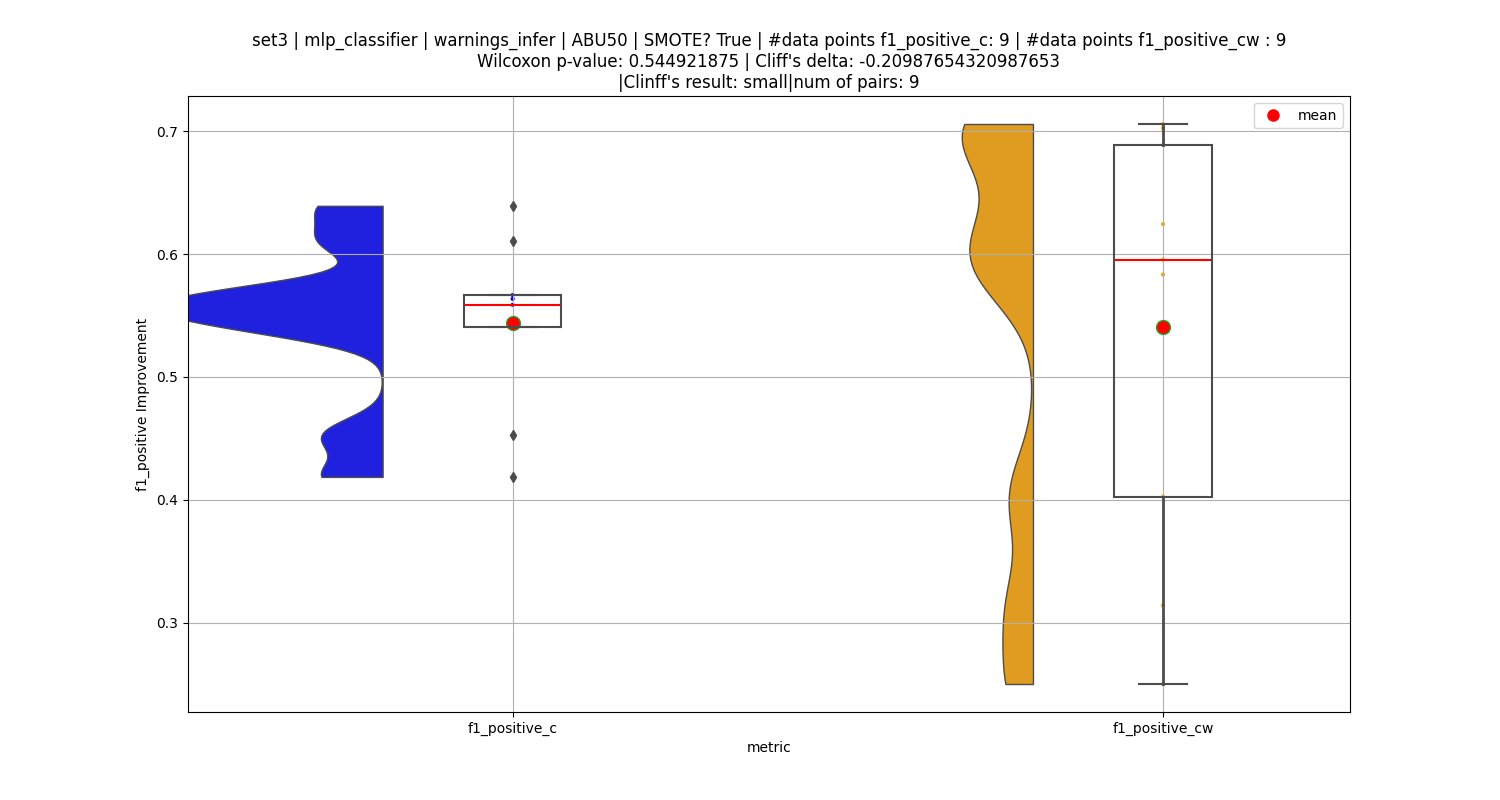 set3 | mlp_classifier | warnings_infer | ABU50 | SMOTE? True | #data points f1_positive_c: 9 | #data points f1_positive_cw : 9
Wilcoxon p-value: 0.544921875 | Cliff's delta: -0.20987654320987653
|Clinff's result: small|num of pairs: 9
mean
0.7
0.6
0.5
0.4
0.3
f1_positive Improvement
f1_positive_c
f1_positive_cw
metric